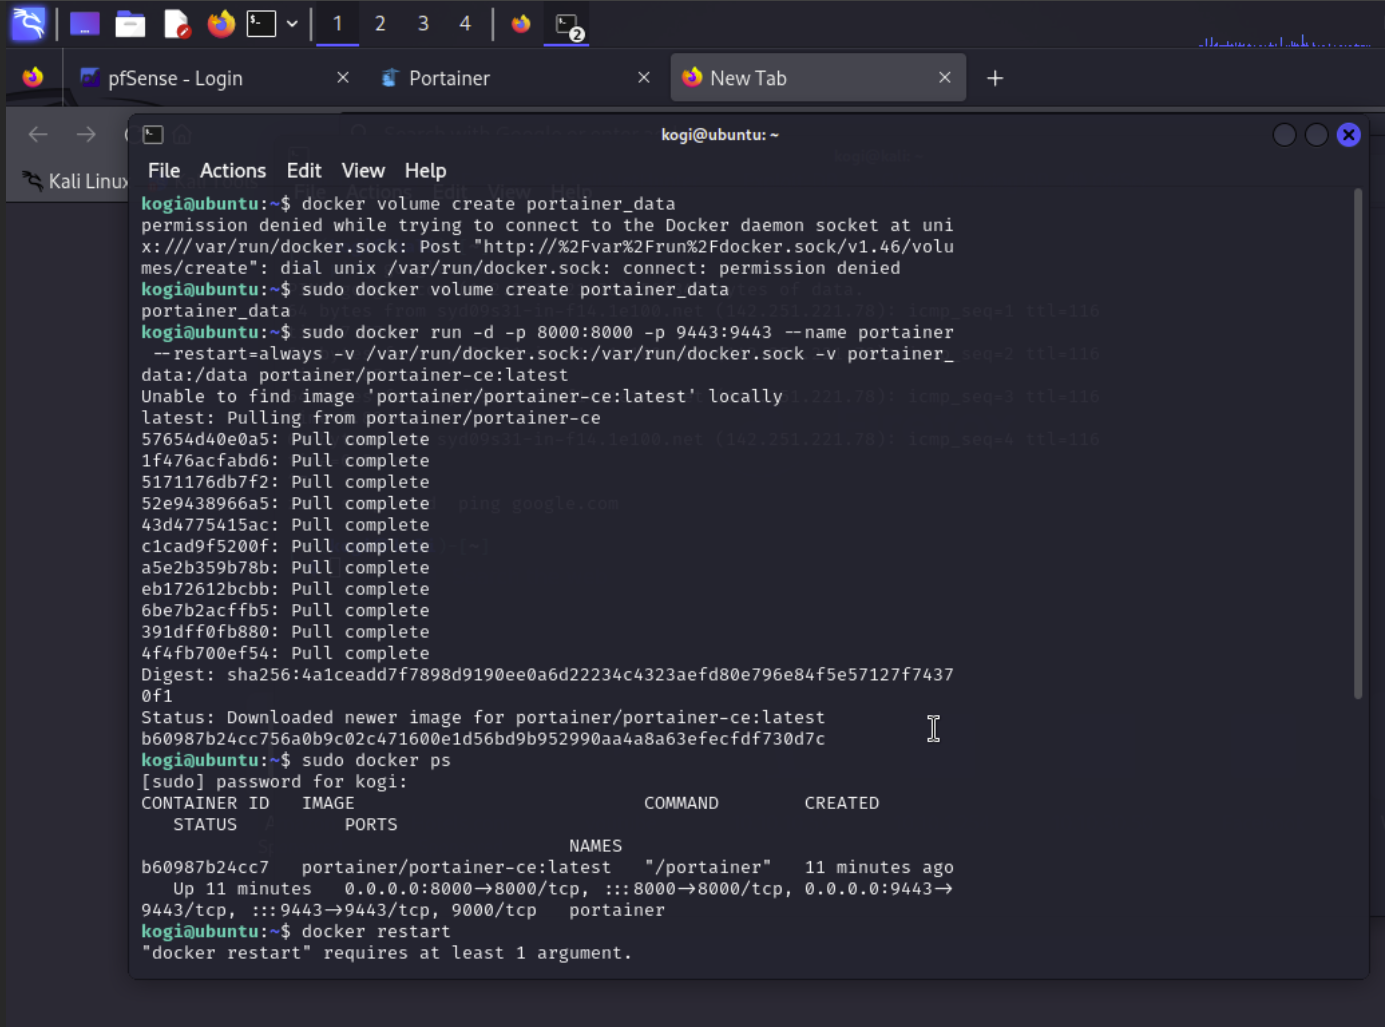 1 2 3 4 2
pfSense - Login Portainer New Tab
kogi@ubuntu: ~
File Actions Edit View Help
Kali Linux
kogi@ubuntu:~$ docker volume create portainer_data
permission denied while trying to connect to the Docker daemon socket at uni
x:///var/run/docker.sock: Post "http://%2Fvar%2Frun%2Fdocker.sock/v1.46/volu
mes/create": dial unix /var/run/docker.sock: connect: permission denied
kogi@ubuntu:~$ sudo docker volume create portainer_data
portainer_data
kogi@ubuntu:~$ sudo docker run -d -p 8000:8000 -p 9443:9443 --name portainer
--restart=always -v /var/run/docker.sock:/var/run/docker.sock -v portainer_
data:/data portainer/portainer-ce:latest
Unable to find image 'portainer/portainer-ce:latest' locally
latest: Pulling from portainer/portainer-ce
57654d40e0a5: Pull complete
1f476acfabd6: Pull complete
5171176db7f2: Pull complete
52e9438966a5: Pull complete
43d4775415ac: Pull complete
c1cad9f5200f: Pull complete
a5e2b359b78b: Pull complete
eb172612bcbb: Pull complete
6be7b2acffb5: Pull complete
391dff0fb880: Pull complete
4f4fb700ef54: Pull complete
Digest: sha256:4a1ceadd7f7898d9190ee0a6d22234c4323aefd80e796e84f5e57127f7437
0f1
Status: Downloaded newer image for portainer/portainer-ce:latest
b60987b24cc756a0b9c02c471600e1d56bd9b952990aa4a8a63efecfdf730d7c
kogi@ubuntu:~$ sudo docker ps
[sudo] password for kogi:
CONTAINER ID IMAGE COMMAND CREATED
STATUS PORTS
NAMES
b60987b24cc7 portainer/portainer-ce:latest "/portainer" 11 minutes ago
Up 11 minutes 0.0.0.0:8000->8000/tcp, :::8000->8000/tcp, 0.0.0.0:9443->
9443/tcp, :::9443->9443/tcp, 9000/tcp portainer
kogi@ubuntu:~$ docker restart
"docker restart" requires at least 1 argument.